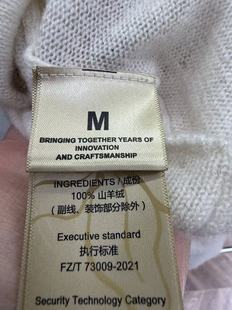 M
BRINGING TOGETHER YEARS OF
INNOVATION
AND CRAFTSMANSHIP
INGREDIENTS / 成份
100% 山羊绒
（副线、装饰部分除外）
Executive standard
执行标准
FZ/T 73009-2021
Security Technology Category